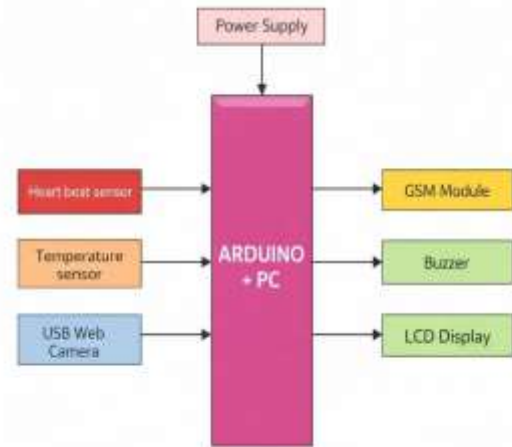 Power Supply
Heart beat sensor
Temperature
sensor
USB Web
Camera
ARDUINO
+ PC
GSM Module
Buzzer
LCD Display